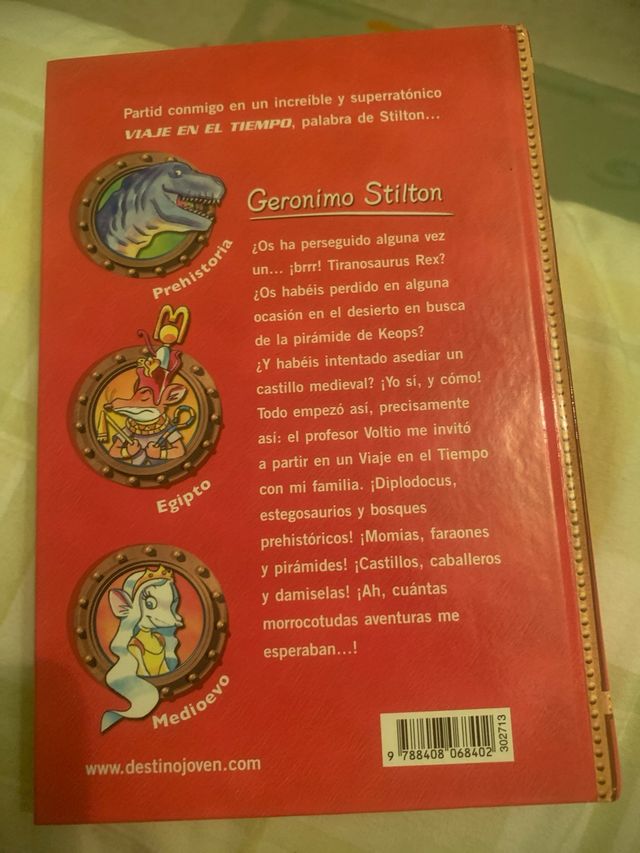 Partid conmigo en un increíble y superratónico
VIAJE EN EL TIEMPO, palabra de Stilton...
Prehistoria
Egipto
Medioevo
Geronimo Stilton
¿Os ha perseguido alguna vez
un... ¡brrr! Tiranosaurus Rex?
¿Os habéis perdido en alguna
ocasión en el desierto en busca
de la pirámide de Keops?
¿Y habéis intentado asediar un
castillo medieval? ¡Yo sí, y cómo!
Todo empezó así, precisamente
así: el profesor Voltio me invitó
a partir en un Viaje en el Tiempo
con mi familia. ¡Diplodocus,
estegosaurios y bosques
prehistóricos! ¡Momias, faraones
y pirámides! ¡Castillos, caballeros
y damiselas! ¡Ah, cuántas
morrocotudas aventuras me
esperaban...!
www.destinojoven.com
9 788408 068402
302713